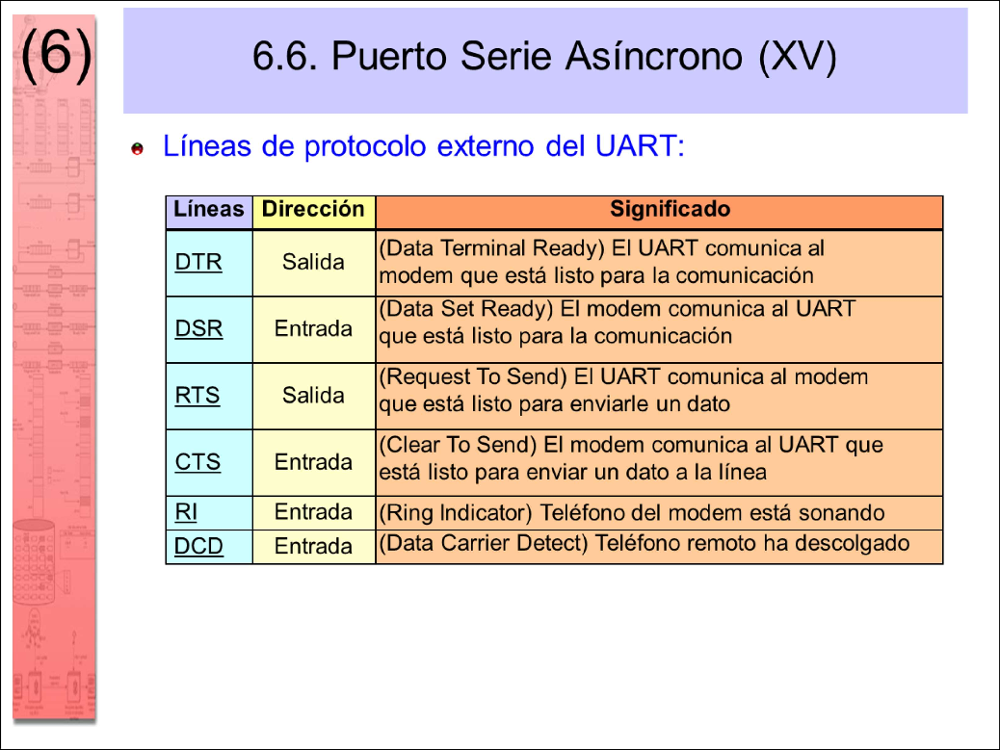 (6)
6.6. Puerto Serie Asíncrono (XV)
Líneas de protocolo externo del UART:
Líneas Dirección Significado
DTR Salida (Data Terminal Ready) El UART comunica al
modem que está listo para la comunicación
DSR Entrada (Data Set Ready) El modem comunica al UART
que está listo para la comunicación
RTS Salida (Request To Send) El UART comunica al modem
que está listo para enviarle un dato
CTS Entrada (Clear To Send) El modem comunica al UART que
está listo para enviar un dato a la línea
RI Entrada (Ring Indicator) Teléfono del modem está sonando
DCD Entrada (Data Carrier Detect) Teléfono remoto ha descolgado